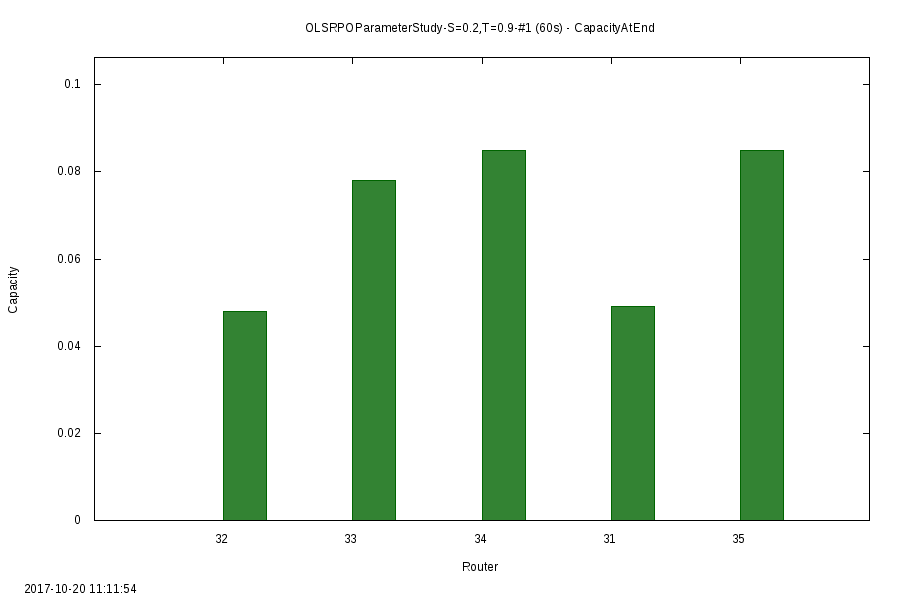 OLSRPOParameterStudy-S=0.2,T=0.9-#1 (60s) - CapacityAtEnd
0.1
0.08
0.06
0.04
0.02
0
Capacity
32 33 34 31 35
Router
2017-10-20 11:11:54